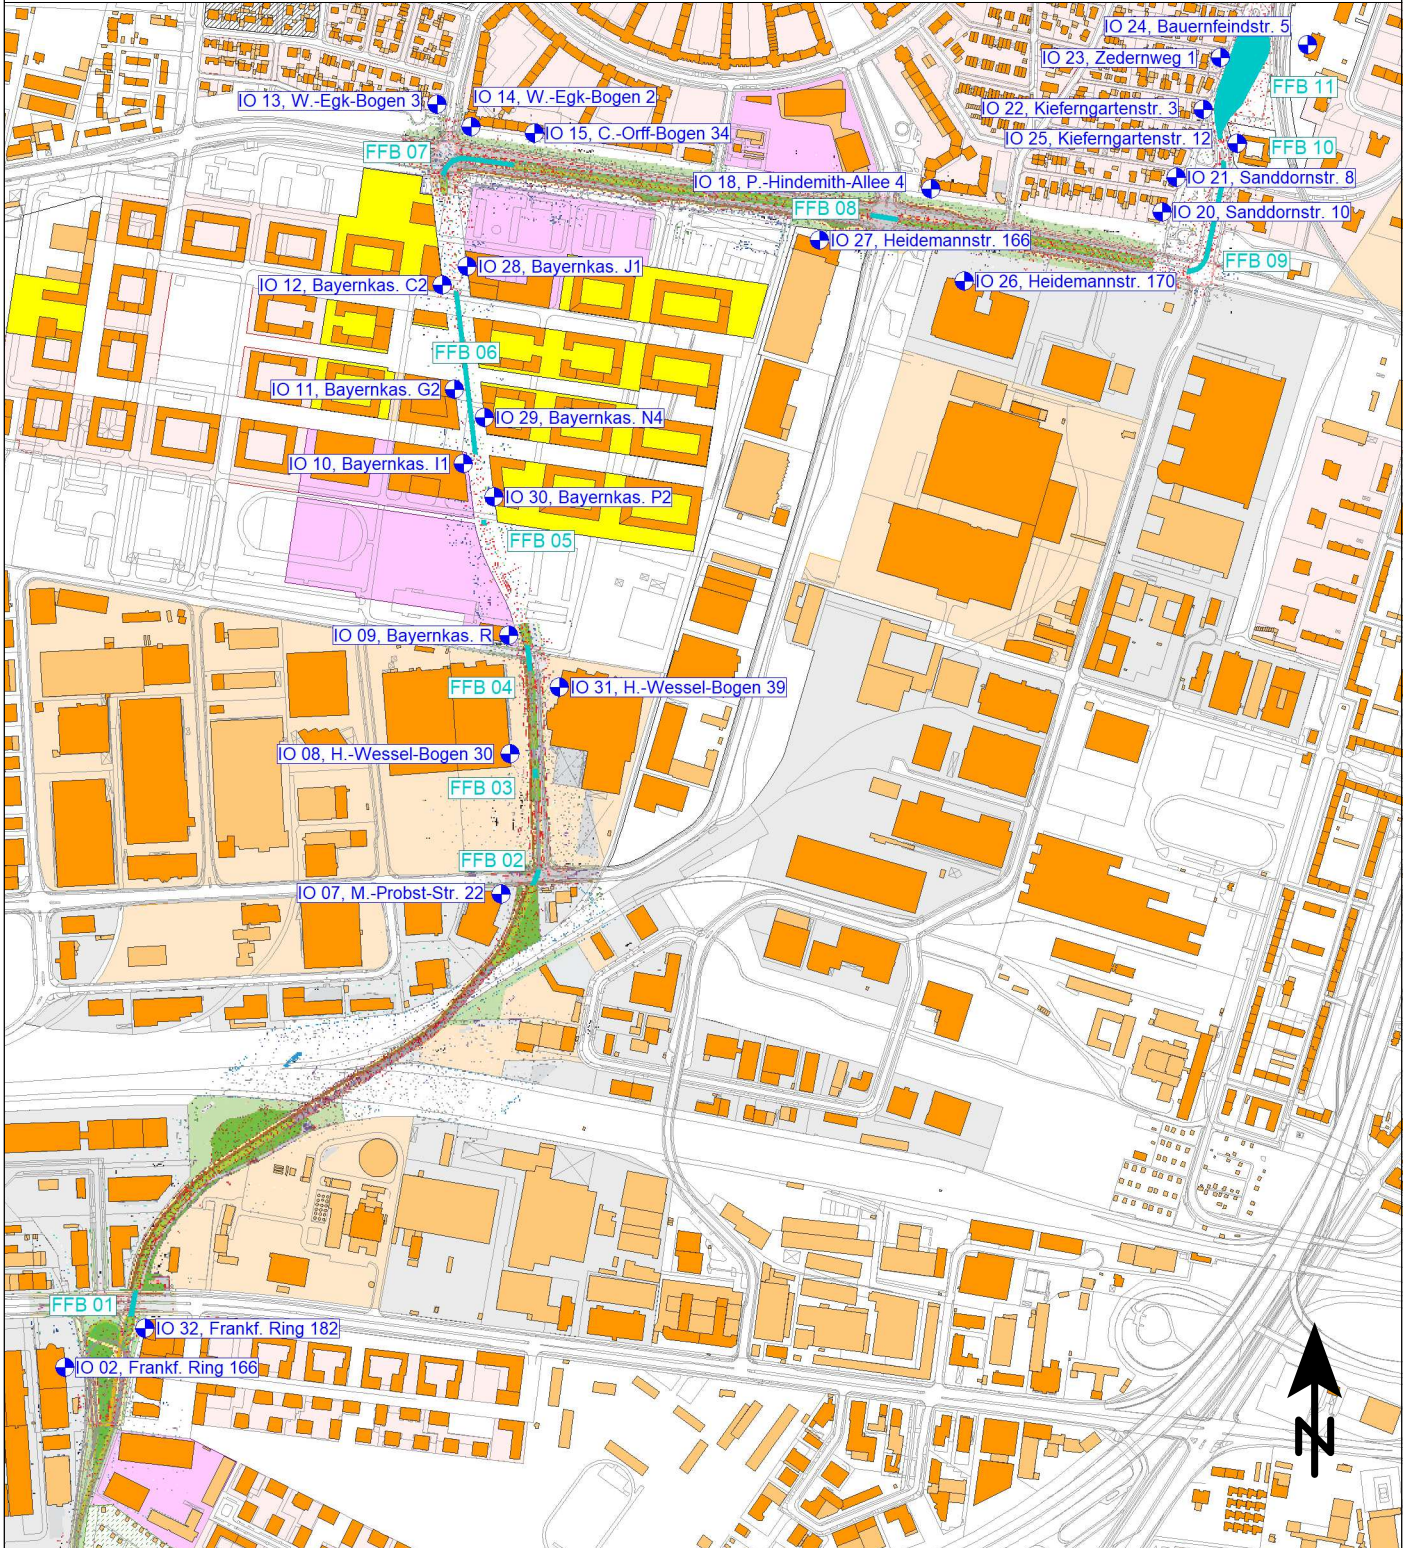 IO 24, Bauernfeindstr. 5
IO 23, Zedernweg 1
FFB 11
IO 13, W.-Egk-Bogen 3
IO 14, W.-Egk-Bogen 2
IO 22, Kieferngartenstr. 3
IO 15, C.-Orff-Bogen 34
IO 25, Kieferngartenstr. 12
FFB 10
FFB 07
IO 21, Sanddornstr. 8
IO 18, P.-Hindemith-Allee 4
FFB 08
IO 20, Sanddornstr. 10
IO 27, Heidemannstr. 166
FFB 09
IO 28, Bayernkas. J1
IO 12, Bayernkas. C2
IO 26, Heidemannstr. 170
FFB 06
IO 11, Bayernkas. G2
IO 29, Bayernkas. N4
IO 10, Bayernkas. I1
IO 30, Bayernkas. P2
FFB 05
IO 09, Bayernkas. R
FFB 04
IO 31, H.-Wessel-Bogen 39
IO 08, H.-Wessel-Bogen 30
FFB 03
FFB 02
IO 07, M.-Probst-Str. 22
FFB 01
IO 32, Frankf. Ring 182
IO 02, Frankf. Ring 166
N